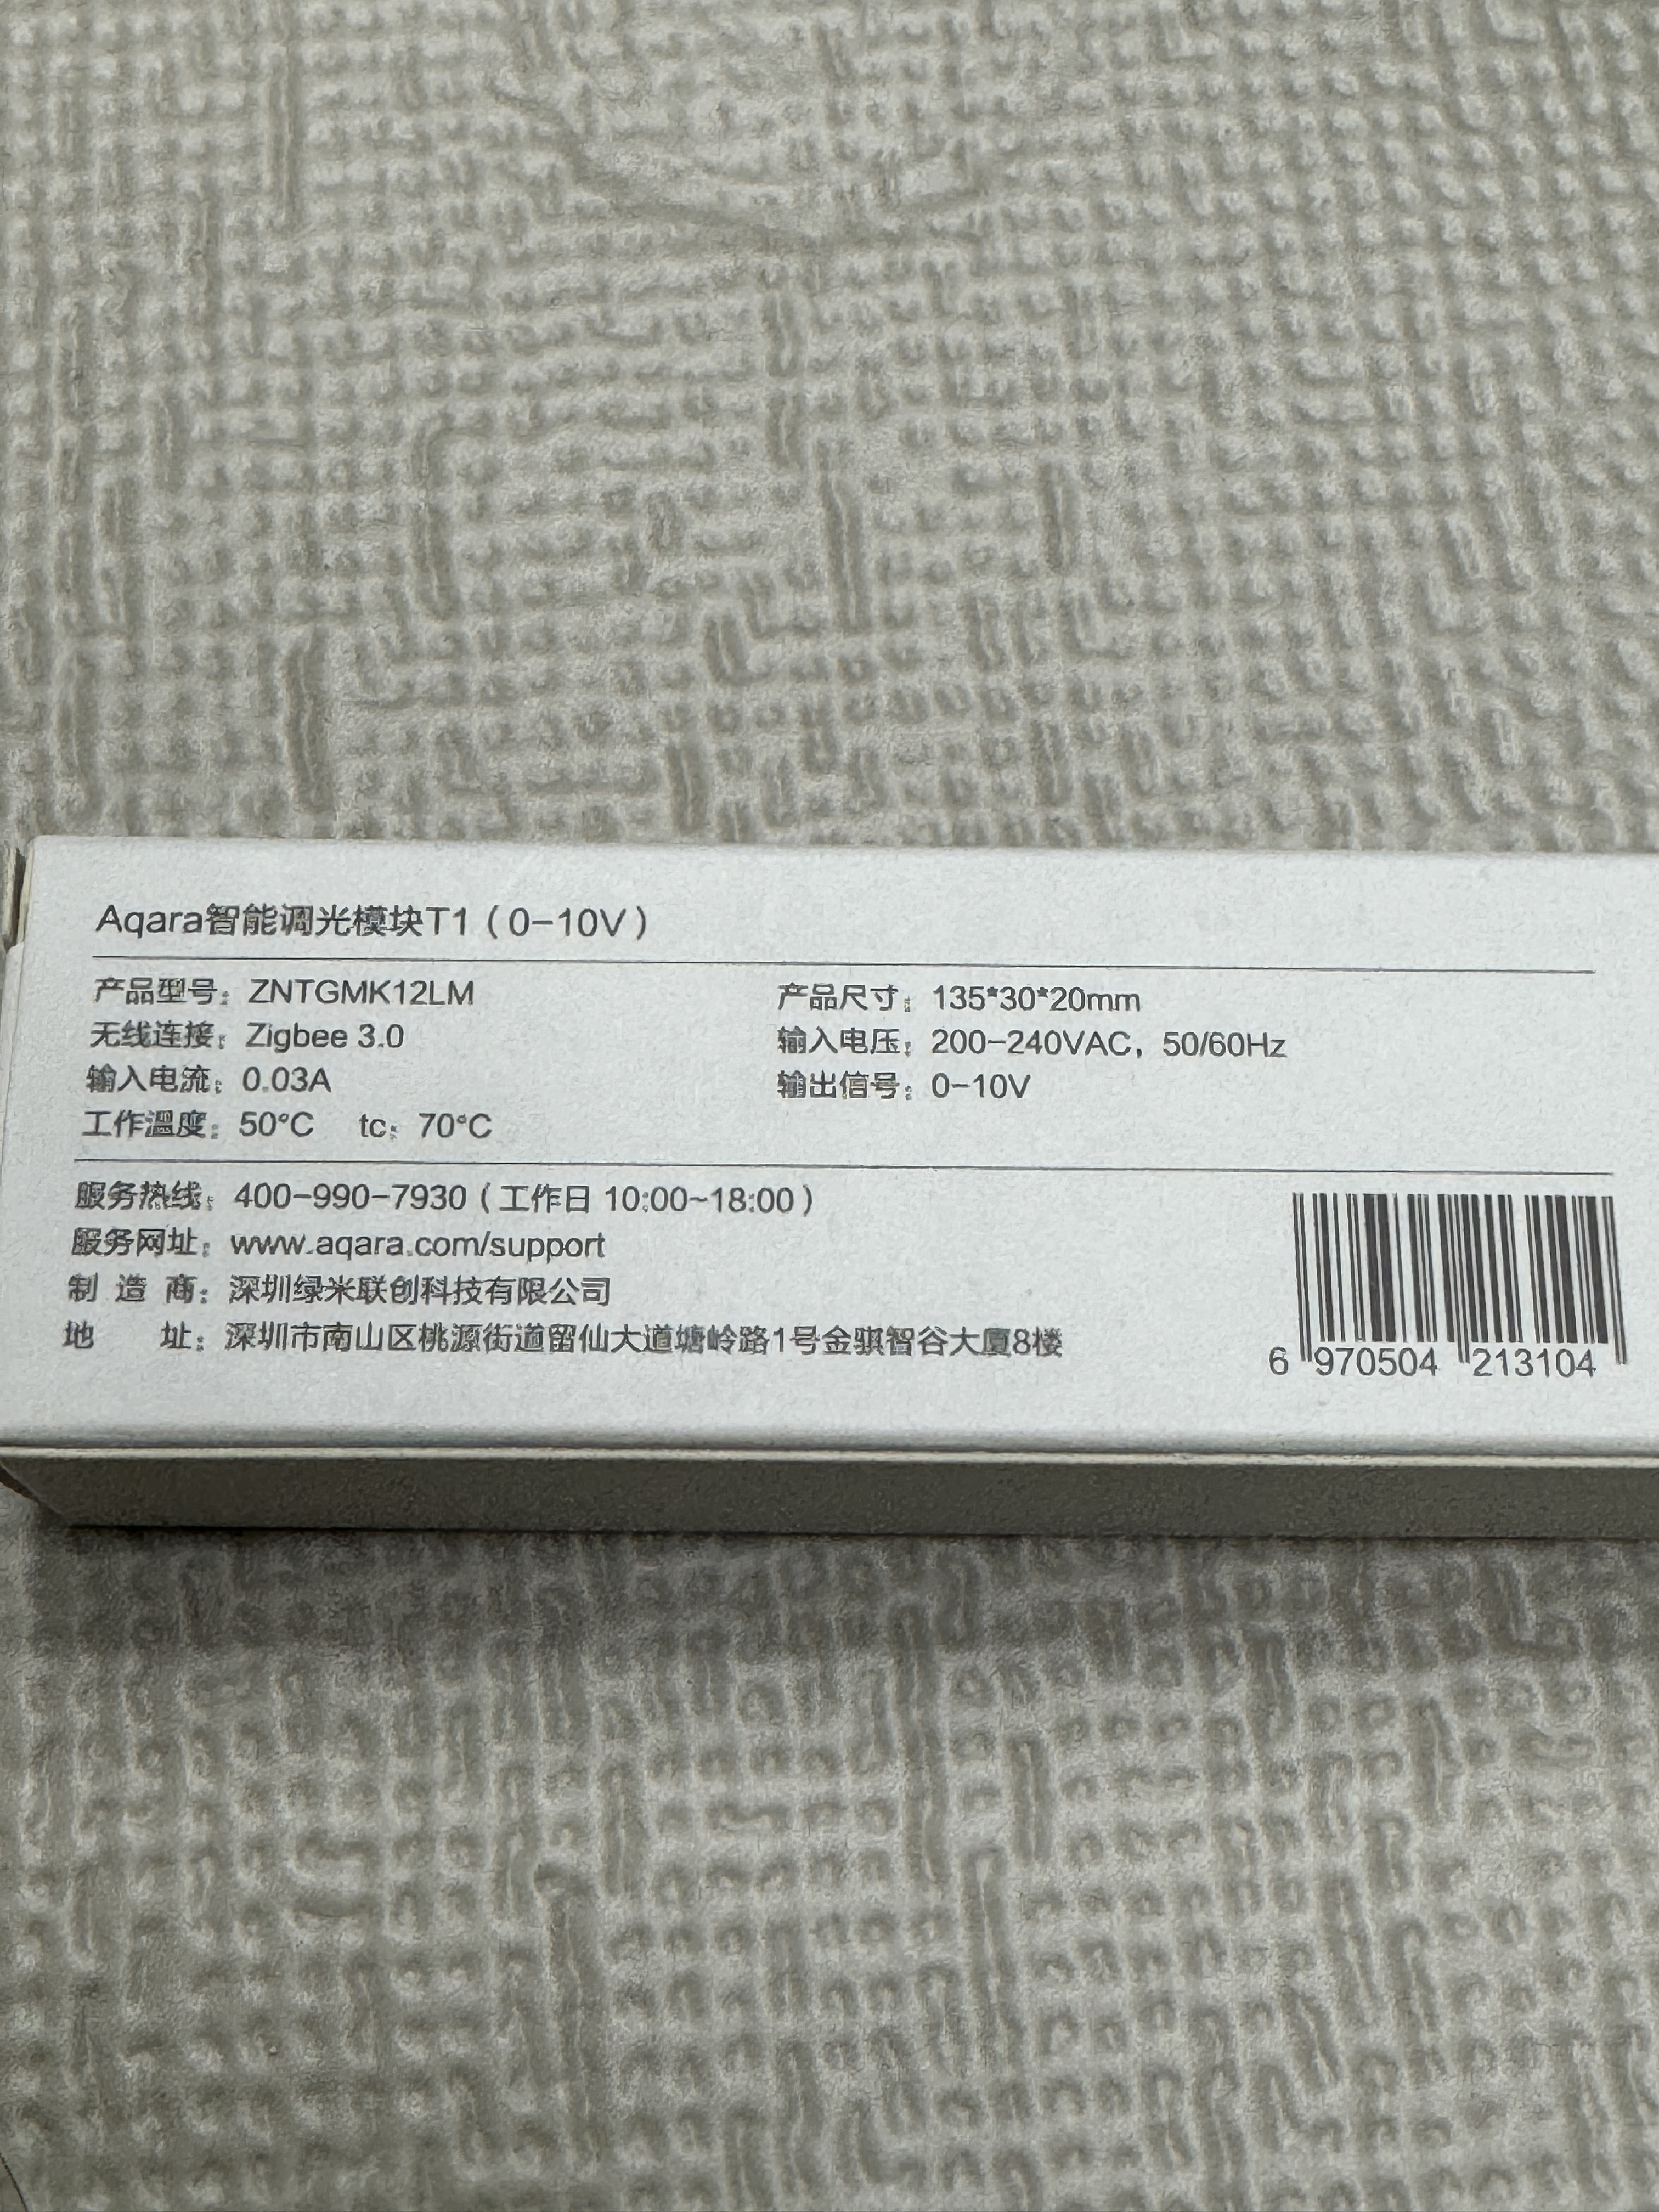 Aqara智能调光模块T1（0-10V）
产品型号：ZNTGMK12LM
产品尺寸：135*30*20mm
无线连接：Zigbee 3.0
输入电压：200-240VAC，50/60Hz
输入电流：0.03A
输出信号：0-10V
工作温度：50°C tc：70°C
服务热线：400-990-7930（工作日 10:00~18:00）
服务网址：www.aqara.com/support
制造商：深圳绿米联创科技有限公司
地址：深圳市南山区桃源街道留仙大道塘岭路1号金骐智谷大厦8楼
6 970504 213104